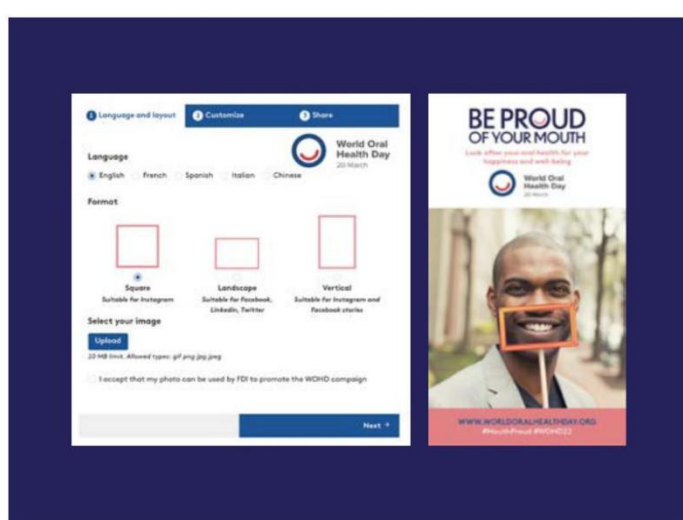 1 Language and layout
2 Customize
3 Share
World Oral
Health Day
20 March
Language
English French Spanish Italian Chinese
Format
Square
Suitable for Instagram
Landscape
Suitable for Facebook,
LinkedIn, Twitter
Vertical
Suitable for Instagram and
Facebook stories
Select your image
Upload
20 MB limit. Allowed types: gif png jpg jpeg
I accept that my photo can be used by FDI to promote the WOHD campaign
Next →
BE PROUD
OF YOUR MOUTH
Look after your oral health for your
happiness and well-being
World Oral
Health Day
20 March
WWW.WORLDORALHEALTHDAY.ORG
#MouthProud #WOHD22